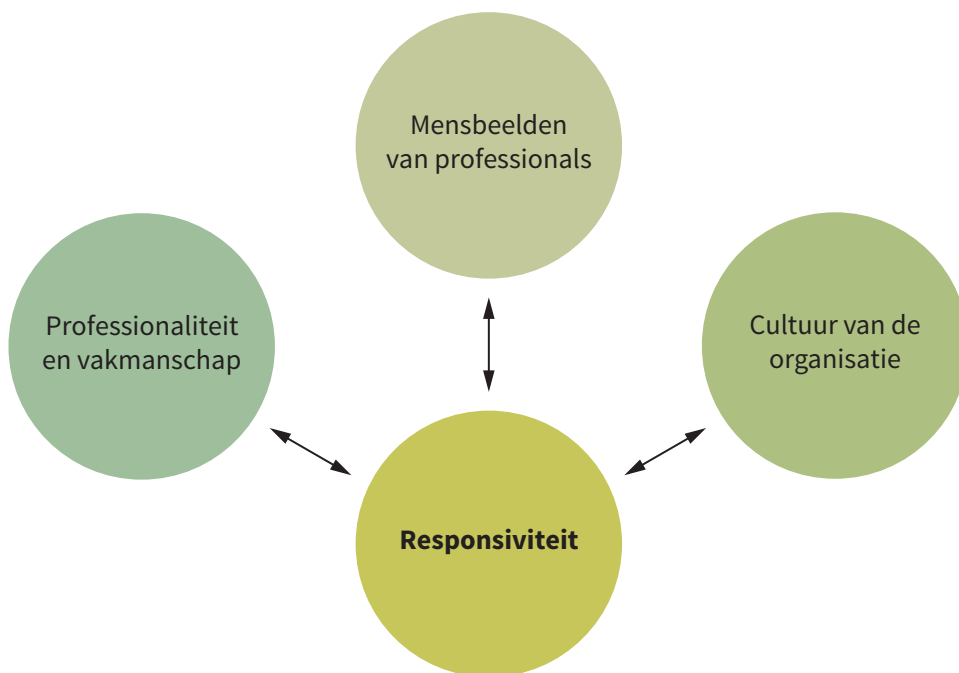 Mensbeelden
van professionals
Professionaliteit
en vakmanschap
Cultuur van de
organisatie
Responsiviteit